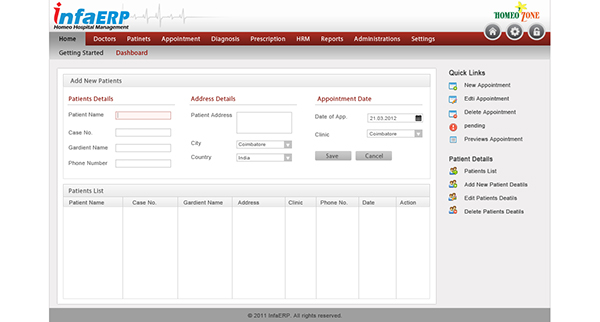 infaERP
Homeo Hospital Management
HOMEO ZONE
Home Doctors Patinets Appointment Diagnosis Prescription HRM Reports Administrations Settings
Getting Started Dashboard
Add New Patients
Patients Details
Patient Name
Case No.
Gardient Name
Phone Number
Address Details
Patient Address
City Coimbatore
Country India
Appointment Date
Date of App. 21.03.2012
Clinic Coimbatore
Save Cancel
Patients List
Patient Name Case No. Gardient Name Address Clinic Phone No. Date Action
Quick Links
New Appointment
Edti Appointment
Delete Appointment
pending
Previews Appointment
Patient Details
Patients List
Add New Patient Deatils
Edit Patients Deatils
Delete Patients Deatils
© 2011 InfaERP. All rights reserved.